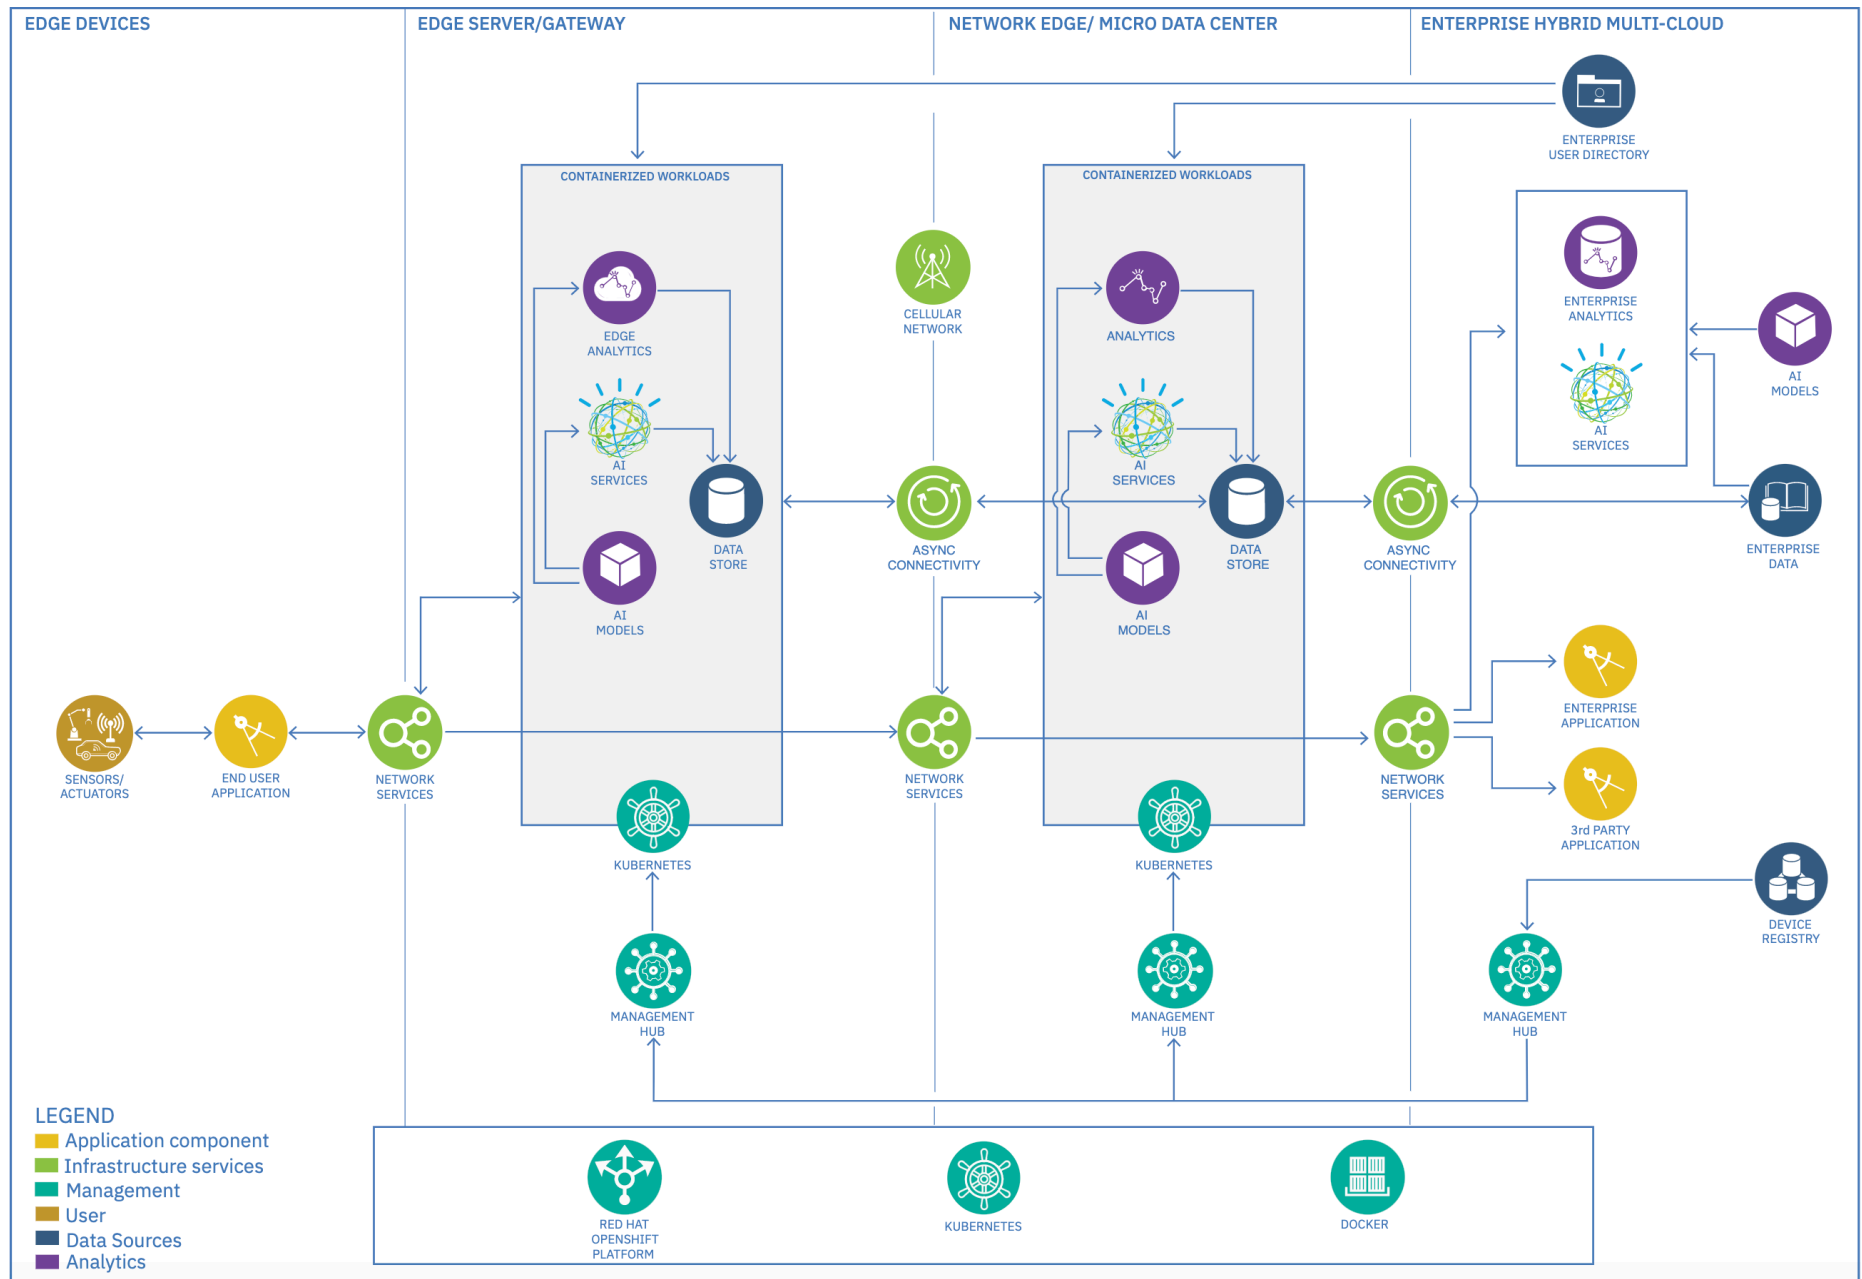 EDGE DEVICES
EDGE SERVER/GATEWAY
NETWORK EDGE/ MICRO DATA CENTER
ENTERPRISE HYBRID MULTI-CLOUD
ENTERPRISE
USER DIRECTORY
CONTAINERIZED WORKLOADS
CONTAINERIZED WORKLOADS
EDGE
ANALYTICS
CELLULAR
NETWORK
ANALYTICS
ENTERPRISE
ANALYTICS
AI
MODELS
AI
SERVICES
AI
SERVICES
AI
SERVICES
DATA
STORE
ASYNC
CONNECTIVITY
DATA
STORE
ASYNC
CONNECTIVITY
ENTERPRISE
DATA
AI
MODELS
AI
MODELS
ENTERPRISE
APPLICATION
SENSORS/
ACTUATORS
END USER
APPLICATION
NETWORK
SERVICES
NETWORK
SERVICES
NETWORK
SERVICES
3rd PARTY
APPLICATION
KUBERNETES
KUBERNETES
DEVICE
REGISTRY
MANAGEMENT
HUB
MANAGEMENT
HUB
MANAGEMENT
HUB
LEGEND
Application component
Infrastructure services
Management
User
Data Sources
Analytics
RED HAT
OPENSHIFT
PLATFORM
KUBERNETES
DOCKER